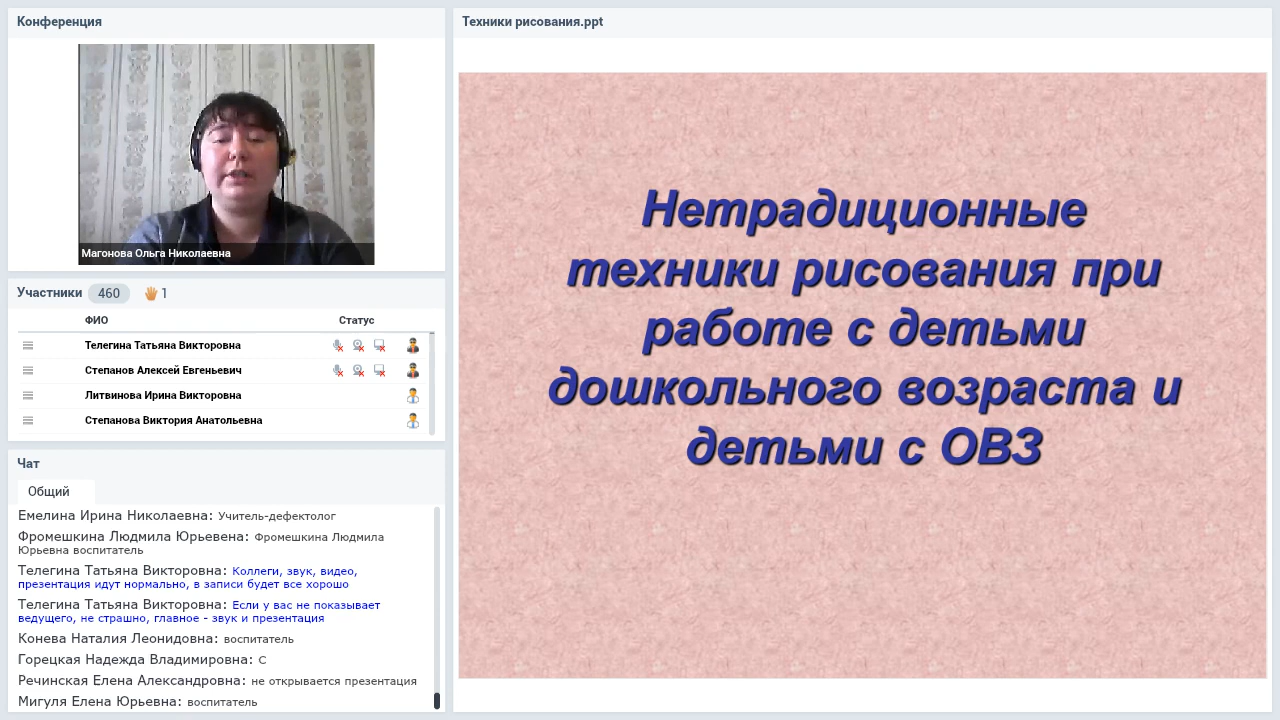 Конференция
Магонова Ольга Николаевна
Участники 460 1
ФИО Статус
Телегина Татьяна Викторовна
Степанов Алексей Евгеньевич
Литвинова Ирина Викторовна
Степанова Виктория Анатольевна
Чат
Общий
Емелина Ирина Николаевна: Учитель-дефектолог
Фромешкина Людмила Юрьевена: Фромешкина Людмила
Юрьевна воспитатель
Телегина Татьяна Викторовна: Коллеги, звук, видео,
презентация идут нормально, в записи будет все хорошо
Телегина Татьяна Викторовна: Если у вас не показывает
ведущего, не страшно, главное - звук и презентация
Конева Наталия Леонидовна: воспитатель
Горецкая Надежда Владимировна: С
Речинская Елена Александровна: не открывается презентация
Мигуля Елена Юрьевна: воспитатель
Техники рисования.ppt
Нетрадиционные
техники рисования при
работе с детьми
дошкольного возраста и
детьми с ОВЗ